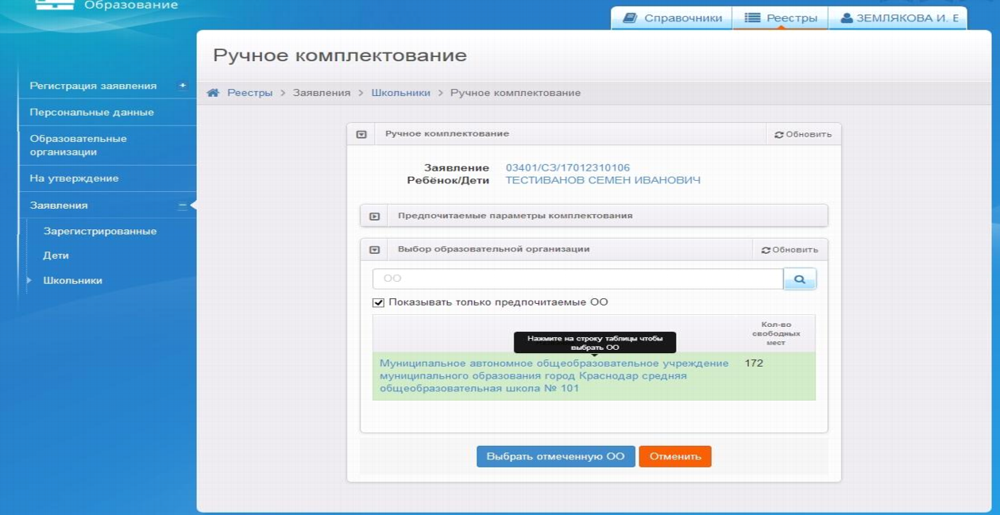 Образование
Справочники
Реестры
ЗЕМЛЯКОВА И. Е
Ручное комплектование
Реестры > Заявления > Школьники > Ручное комплектование
Регистрация заявления +
Персональные данные
Образовательные
организации
На утверждение
Заявления –
Зарегистрированные
Дети
Школьники
Ручное комплектование
Обновить
Заявление 03401/СЗ/17012310106
Ребёнок/Дети ТЕСТИВАНОВ СЕМЕН ИВАНОВИЧ
Предпочитаемые параметры комплектования
Выбор образовательной организации
Обновить
ОО
Показывать только предпочитаемые ОО
Кол-во
свободных
мест
Нажмите на строку таблицы чтобы
выбрать ОО
Муниципальное автономное общеобразовательное учреждение 172
муниципального образования город Краснодар средняя
общеобразовательная школа № 101
Выбрать отмеченную ОО
Отменить